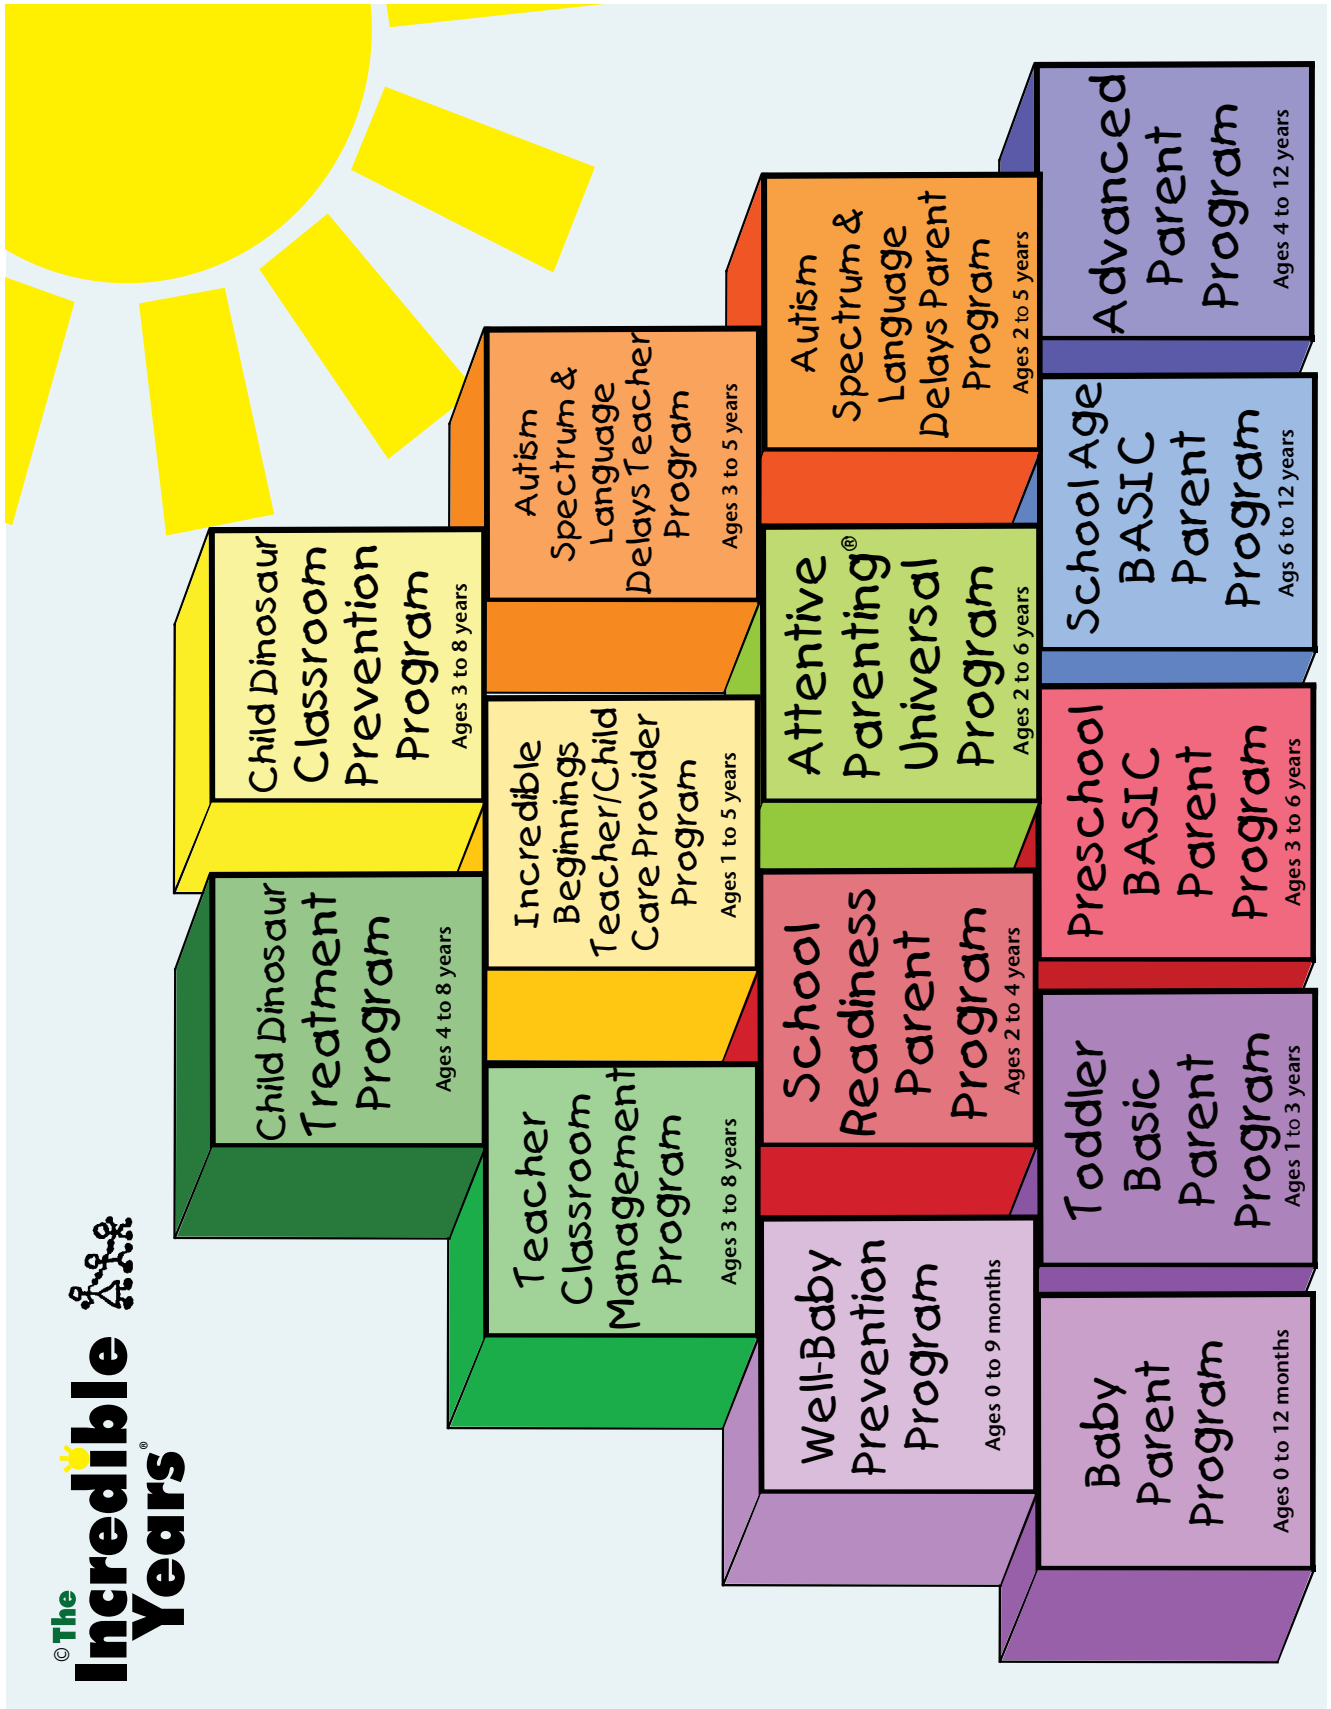 © The
Incredible
Years®
Child Dinosaur
Treatment
Program
Ages 4 to 8 years
Child Dinosaur
Classroom
Prevention
Program
Ages 3 to 8 years
Teacher
Classroom
Management
Program
Ages 3 to 8 years
Incredible
Beginnings
Teacher/Child
Care Provider
Program
Ages 1 to 5 years
Autism
Spectrum &
Language
Delays Teacher
Program
Ages 3 to 5 years
Well-Baby
Prevention
Program
Ages 0 to 9 months
School
Readiness
Parent
Program
Ages 2 to 4 years
Attentive
Parenting®
Universal
Program
Ages 2 to 6 years
Autism
Spectrum &
Language
Delays Parent
Program
Ages 2 to 5 years
Baby
Parent
Program
Ages 0 to 12 months
Toddler
Basic
Parent
Program
Ages 1 to 3 years
Preschool
BASIC
Parent
Program
Ages 3 to 6 years
School Age
BASIC
Parent
Program
Ags 6 to 12 years
Advanced
Parent
Program
Ages 4 to 12 years